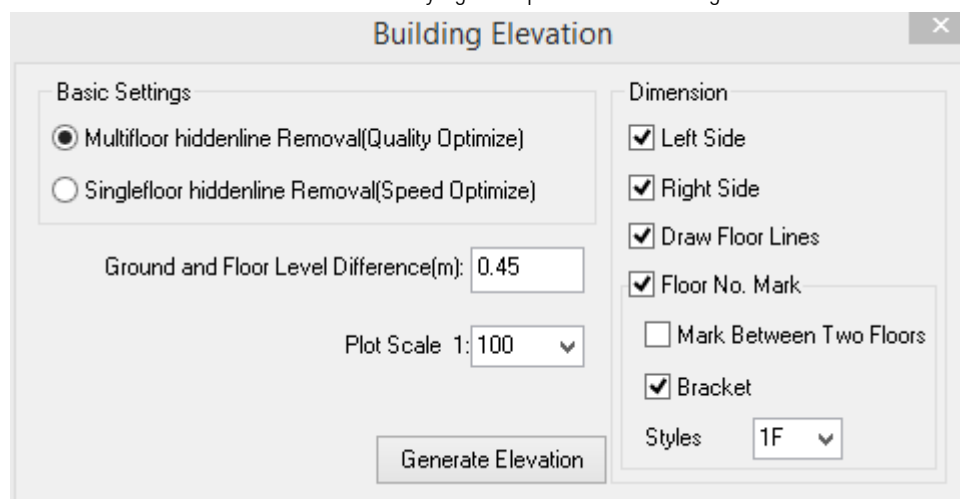 Building Elevation
Basic Settings
Multifloor hiddenline Removal(Quality Optimize)
Singlefloor hiddenline Removal(Speed Optimize)
Ground and Floor Level Difference(m): 0.45
Plot Scale 1: 100
Generate Elevation
Dimension
Left Side
Right Side
Draw Floor Lines
Floor No. Mark
Mark Between Two Floors
Bracket
Styles 1F